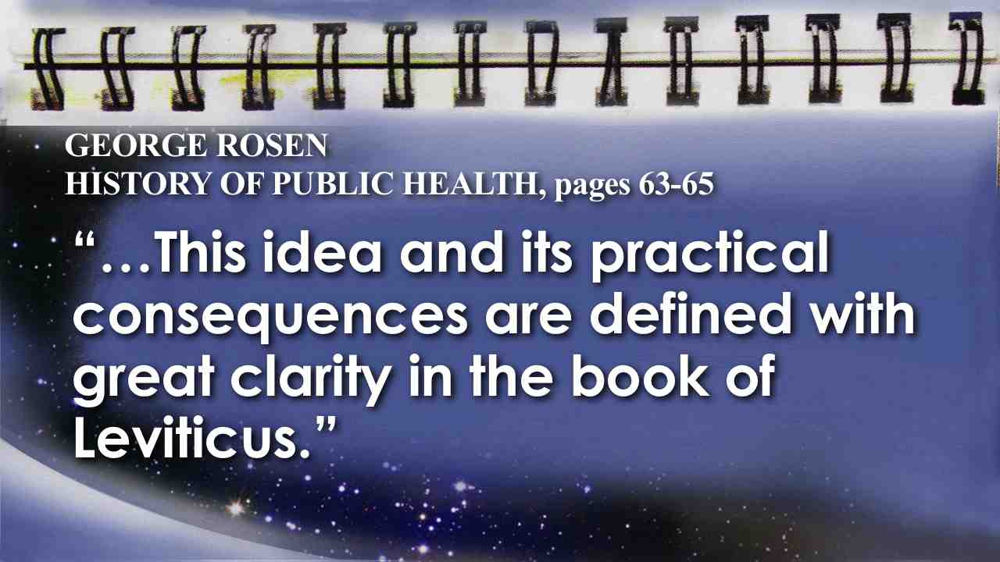 GEORGE ROSEN
HISTORY OF PUBLIC HEALTH, pages 63-65
“…This idea and its practical
consequences are defined with
great clarity in the book of
Leviticus.”